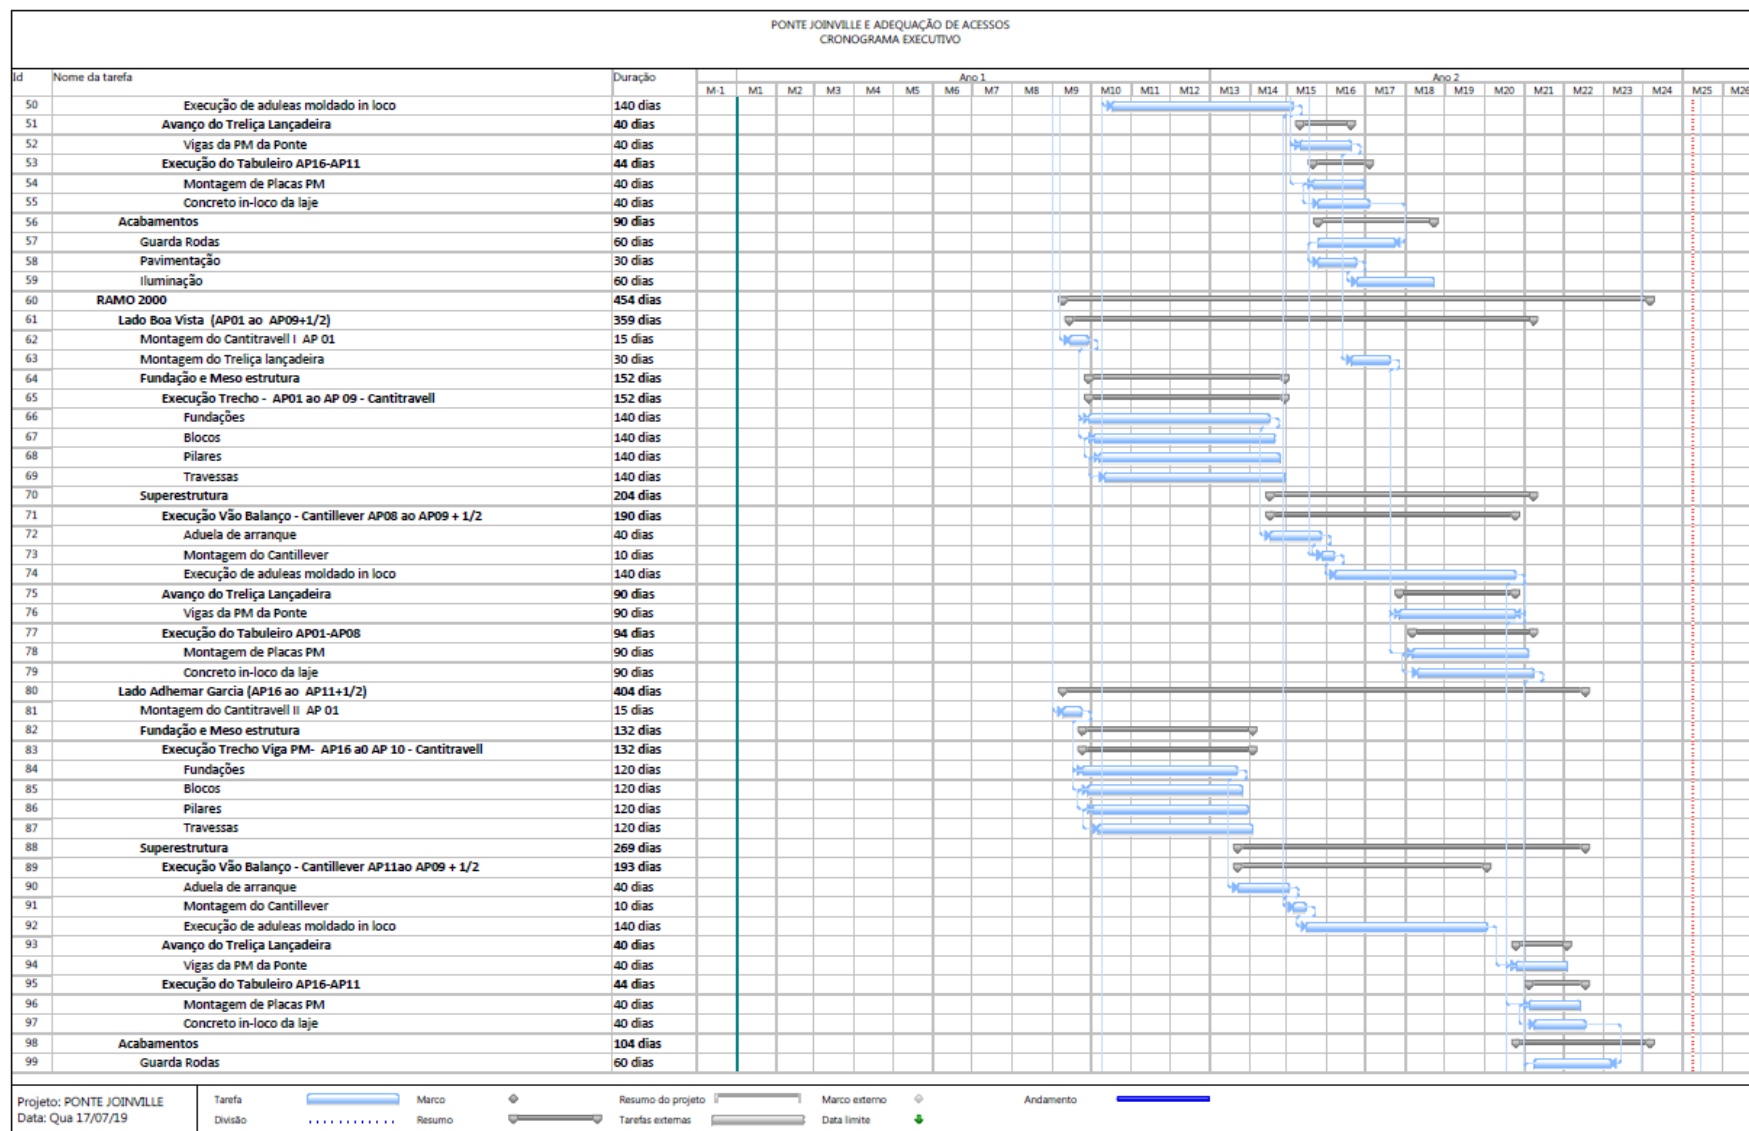 PONTE JOINVILLE E ADEQUAÇÃO DE ACESSOS
CRONOGRAMA EXECUTIVO
Id Nome da tarefa Duração Ano 1 Ano 2
M-1 M1 M2 M3 M4 M5 M6 M7 M8 M9 M10 M11 M12 M13 M14 M15 M16 M17 M18 M19 M20 M21 M22 M23 M24 M25 M26
50 Execução de aduleas moldado in loco 140 dias
51 Avanço do Treliça Lançadeira 40 dias
52 Vigas da PM da Ponte 40 dias
53 Execução do Tabuleiro AP16-AP11 44 dias
54 Montagem de Placas PM 40 dias
55 Concreto in-loco da laje 40 dias
56 Acabamentos 90 dias
57 Guarda Rodas 60 dias
58 Pavimentação 30 dias
59 Iluminação 60 dias
60 RAMO 2000 454 dias
61 Lado Boa Vista (AP01 ao AP09+1/2) 359 dias
62 Montagem do Cantitravell I AP 01 15 dias
63 Montagem do Treliça lançadeira 30 dias
64 Fundação e Meso estrutura 152 dias
65 Execução Trecho - AP01 ao AP 09 - Cantitravell 152 dias
66 Fundações 140 dias
67 Blocos 140 dias
68 Pilares 140 dias
69 Travessas 140 dias
70 Superestrutura 204 dias
71 Execução Vão Balanço - Cantillever AP08 ao AP09 + 1/2 190 dias
72 Aduela de arranque 40 dias
73 Montagem do Cantillever 10 dias
74 Execução de aduleas moldado in loco 140 dias
75 Avanço do Treliça Lançadeira 90 dias
76 Vigas da PM da Ponte 90 dias
77 Execução do Tabuleiro AP01-AP08 94 dias
78 Montagem de Placas PM 90 dias
79 Concreto in-loco da laje 90 dias
80 Lado Adhemar Garcia (AP16 ao AP11+1/2) 404 dias
81 Montagem do Cantitravell II AP 01 15 dias
82 Fundação e Meso estrutura 132 dias
83 Execução Trecho Viga PM- AP16 a0 AP 10 - Cantitravell 132 dias
84 Fundações 120 dias
85 Blocos 120 dias
86 Pilares 120 dias
87 Travessas 120 dias
88 Superestrutura 269 dias
89 Execução Vão Balanço - Cantillever AP11ao AP09 + 1/2 193 dias
90 Aduela de arranque 40 dias
91 Montagem do Cantillever 10 dias
92 Execução de aduleas moldado in loco 140 dias
93 Avanço do Treliça Lançadeira 40 dias
94 Vigas da PM da Ponte 40 dias
95 Execução do Tabuleiro AP16-AP11 44 dias
96 Montagem de Placas PM 40 dias
97 Concreto in-loco da laje 40 dias
98 Acabamentos 104 dias
99 Guarda Rodas 60 dias
Projeto: PONTE JOINVILLE
Data: Qua 17/07/19
Tarefa Marco Resumo do projeto Marco externo Andamento
Divisão Resumo Tarefas externas Data limite